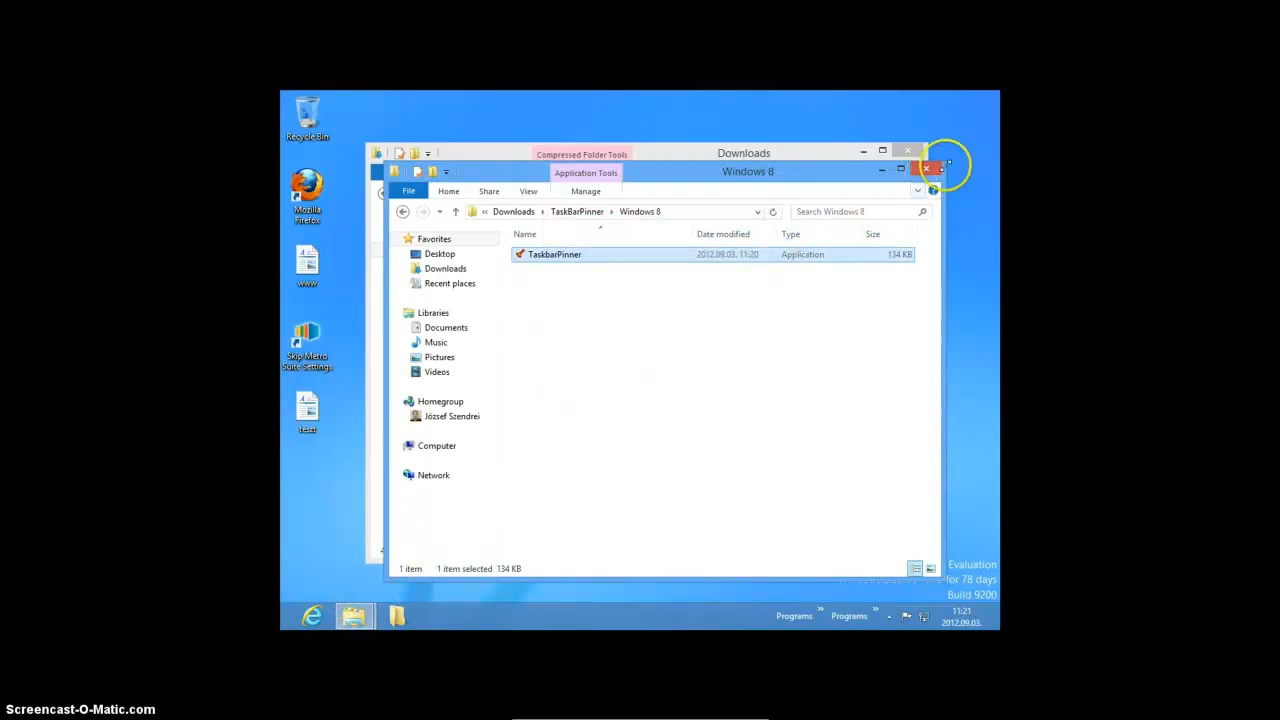 Recycle Bin
Mozilla
Firefox
www
Skip Metro
Suite Settings
teszt
Compressed Folder Tools
Downloads
Application Tools
Windows 8
File
Home
Share
View
Manage
« Downloads TaskBarPinner Windows 8
Search Windows 8
Name
Date modified
Type
Size
TaskbarPinner
2012.09.03. 11:20
Application
134 KB
Favorites
Desktop
Downloads
Recent places
Libraries
Documents
Music
Pictures
Videos
Homegroup
József Szendrei
Computer
Network
1 item
1 item selected 134 KB
Evaluation
for 78 days
Build 9200
Programs »
Programs »
11:21
2012.09.03.
Screencast-O-Matic.com